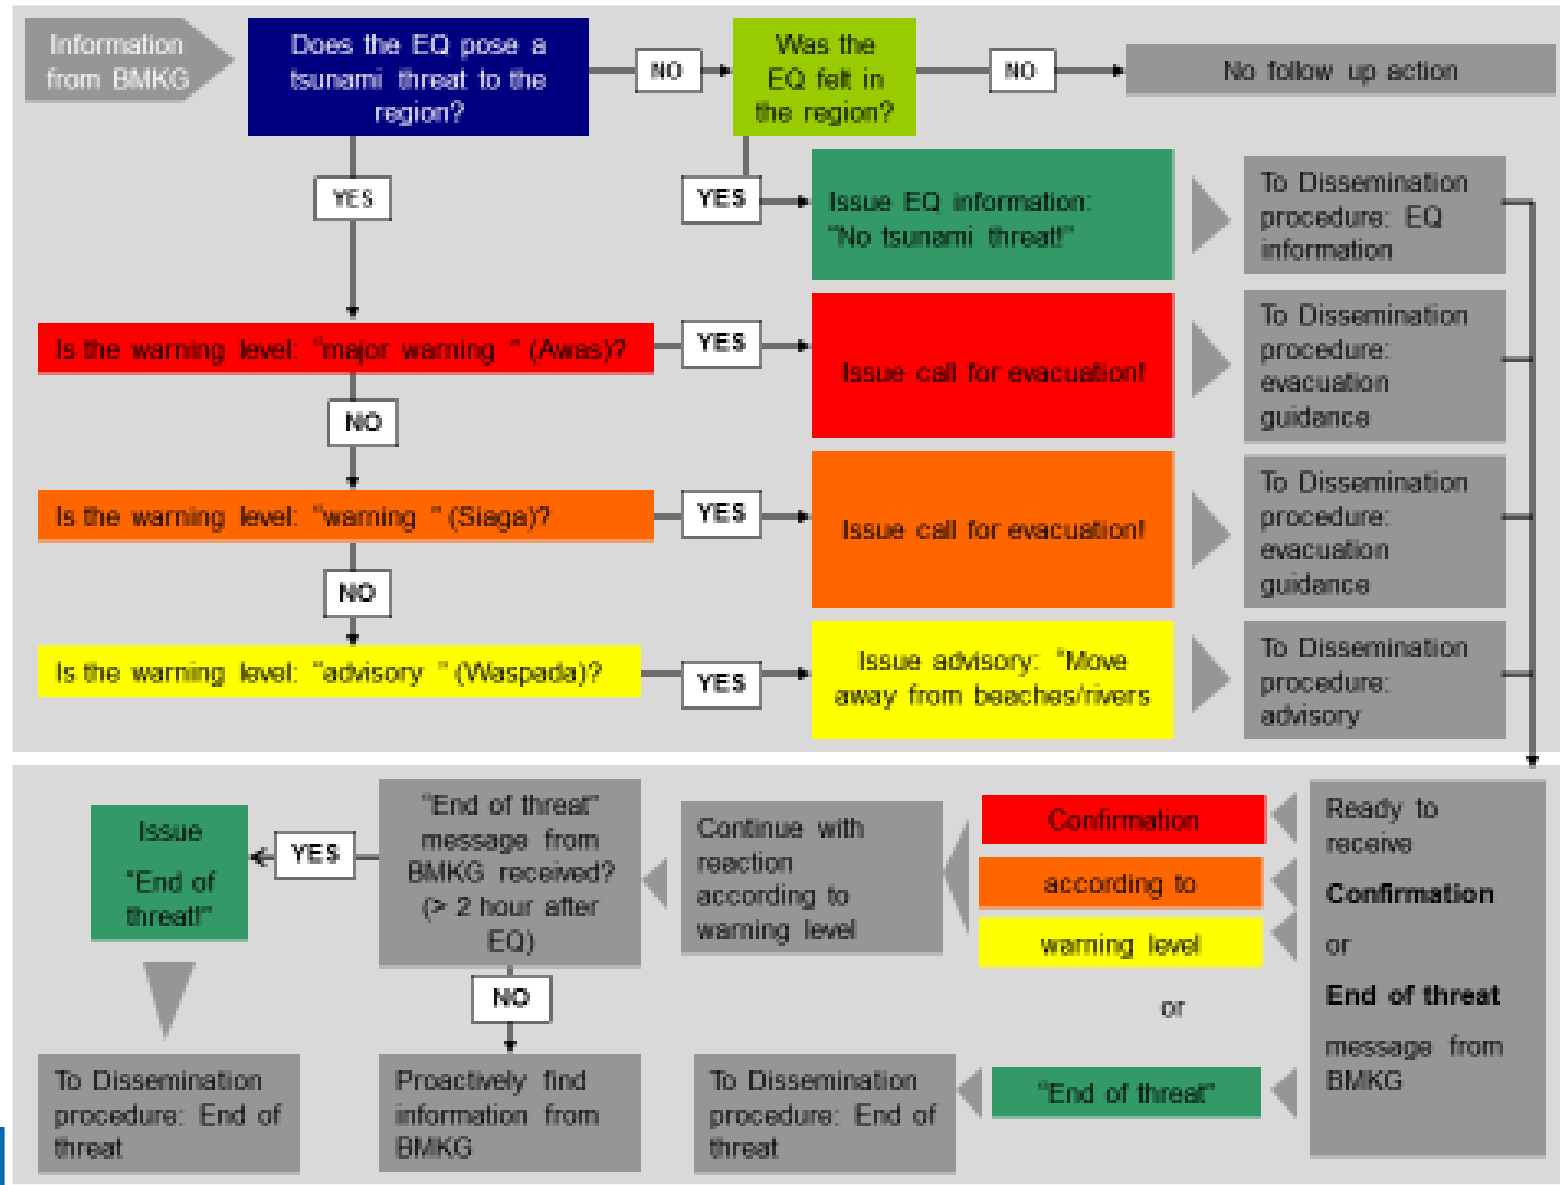 Information
from BMKG
Does the EQ pose a
tsunami threat to the
region?
NO
Was the
EQ felt in
the region?
NO
No follow up action
YES
YES
Issue EQ information:
"No tsunami threat!"
To Dissemination
procedure: EQ
information
Is the warning level: "major warning " (Awas)?
YES
Issue call for evacuation!
To Dissemination
procedure:
evacuation
guidance
NO
Is the warning level: "warning " (Siaga)?
YES
Issue call for evacuation!
To Dissemination
procedure:
evacuation
guidance
NO
Is the warning level: "advisory " (Waspada)?
YES
Issue advisory: "Move
away from beaches/rivers
To Dissemination
procedure:
advisory
Ready to
receive
Confirmation
or
End of threat
message from
BMKG
Confirmation
according to
warning level
or
"End of threat"
To Dissemination
procedure: End of
threat
Continue with
reaction
according to
warning level
"End of threat"
message from
BMKG received?
(> 2 hour after
EQ)
YES
Issue
"End of
threat!"
To Dissemination
procedure: End of
threat
NO
Proactively find
information from
BMKG